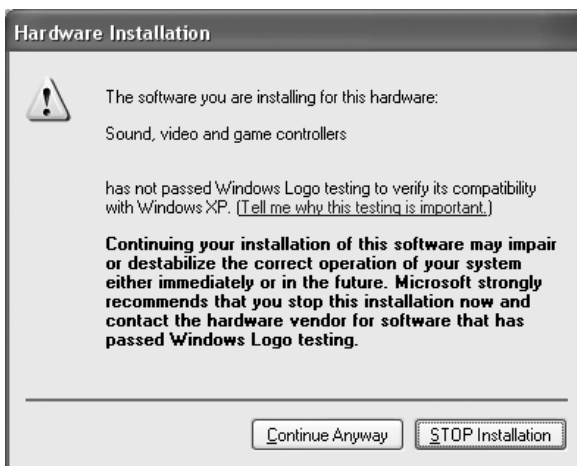 Hardware Installation
The software you are installing for this hardware:
Sound, video and game controllers
has not passed Windows Logo testing to verify its compatibility
with Windows XP. (Tell me why this testing is important.)
Continuing your installation of this software may impair
or destabilize the correct operation of your system
either immediately or in the future. Microsoft strongly
recommends that you stop this installation now and
contact the hardware vendor for software that has
passed Windows Logo testing.
Continue Anyway
STOP Installation